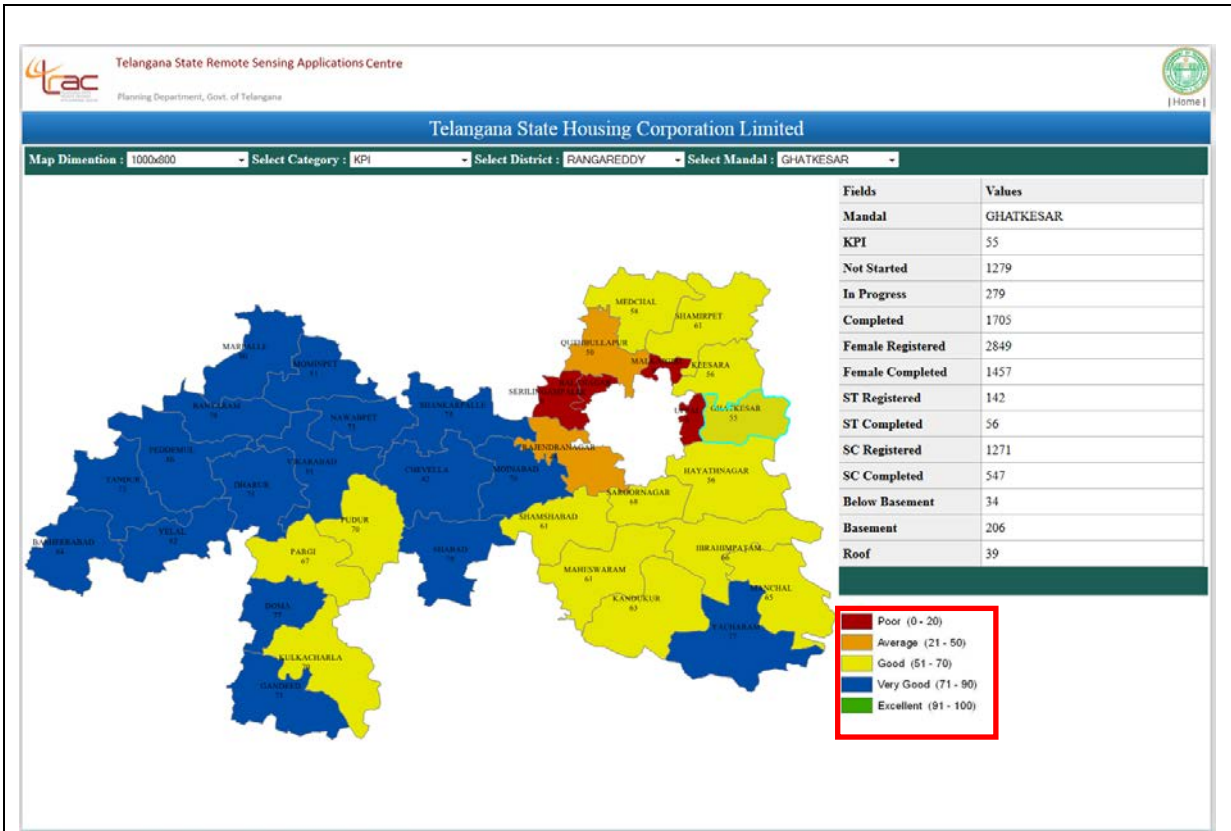 Telangana State Remote Sensing Applications Centre
Planning Department, Govt. of Telangana
| Home |
Telangana State Housing Corporation Limited
Map Dimention : 1000x800 Select Category : KPI Select District : RANGAREDDY Select Mandal : GHATKESAR
Fields Values
Mandal GHATKESAR
KPI 55
Not Started 1279
In Progress 279
Completed 1705
Female Registered 2849
Female Completed 1457
ST Registered 142
ST Completed 56
SC Registered 1271
SC Completed 547
Below Basement 34
Basement 206
Roof 39
Poor (0 - 20)
Average (21 - 50)
Good (51 - 70)
Very Good (71 - 90)
Excellent (91 - 100)
MEDCHAL
SHAMIRPET
61
QUTHBULLAPUR
50
KEESARA
56
GHATKESAR
55
HAYATHNAGAR
56
SAROORNAGAR
68
SHAMSHABAD
61
IBRAHIMPATAM
66
MAHESWARAM
61
KANDUKUR
63
MANCHAL
65
PUDUR
70
PARGI
67
KULKACHARLA
RAJENDRANAGAR
MOINABAD
CHEVELLA
SHANKARPALLE
NAWABPET
VIKARABAD
DHARUR
TANDUR
PEDDEMUL
BANTARAM
MARPALLE
MOMINPET
YELAL
BASHEERABAD
SHABAD
DOMA
77